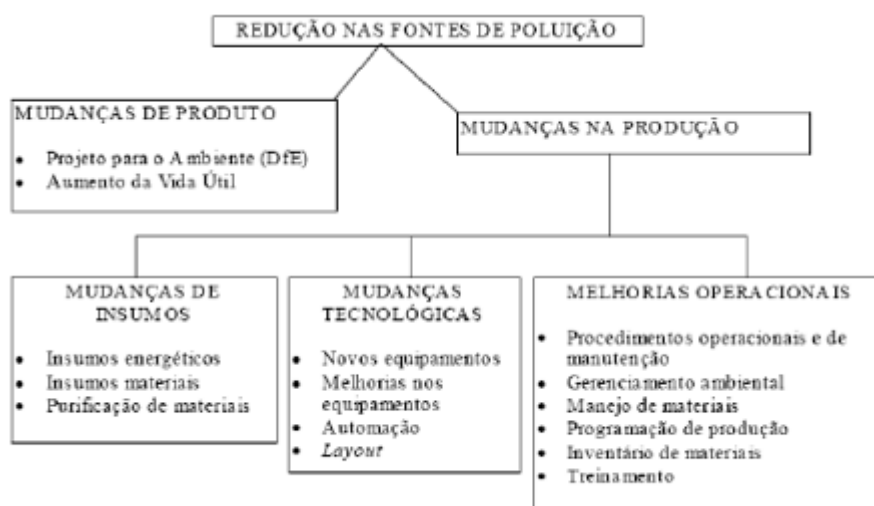 REDUÇÃO NAS FONTES DE POLUIÇÃO
MUDANÇAS DE PRODUTO
• Projeto para o Ambiente (DfE)
• Aumento da Vida Útil
MUDANÇAS NA PRODUÇÃO
MUDANÇAS DE
INSUMOS
• Insumos energéticos
• Insumos materiais
• Purificação de materiais
MUDANÇAS
TECNOLÓGICAS
• Novos equipamentos
• Melhorias nos
equipamentos
• Automação
• Layout
MELHORIAS OPERACIONAIS
• Procedimentos operacionais e de
manutenção
• Gerenciamento ambiental
• Manejo de materiais
• Programação de produção
• Inventário de materiais
• Treinamento